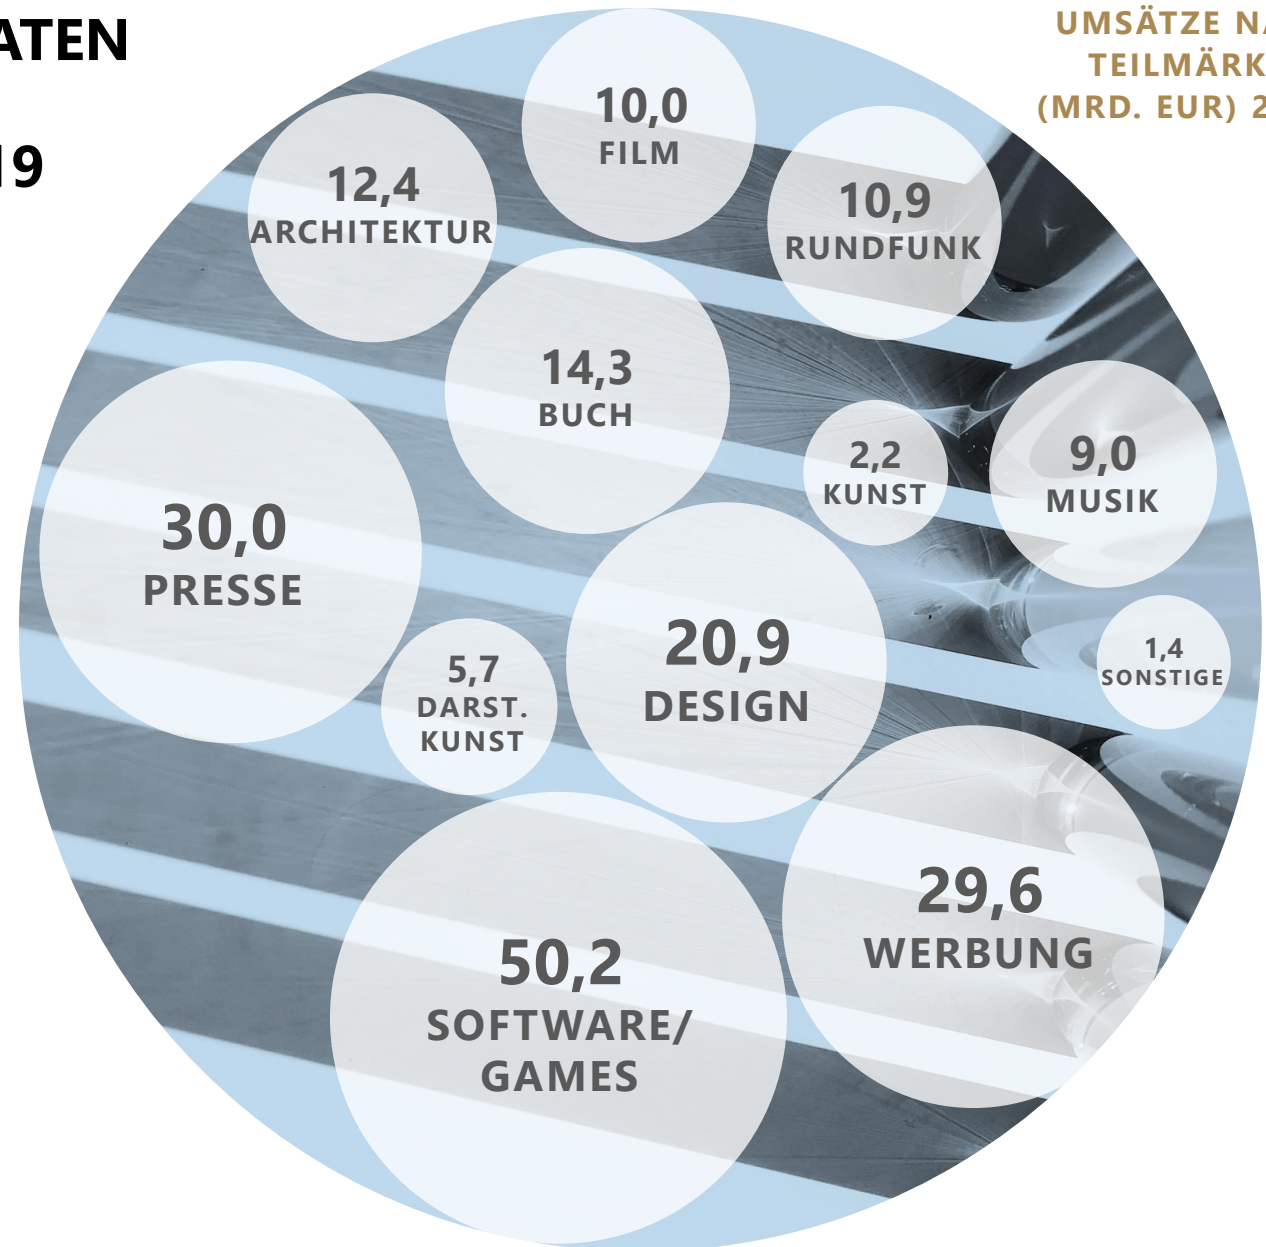 ATEN
19
UMSÄTZE NA
TEILMÄRK
(MRD. EUR) 2
10,0
FILM
12,4
ARCHITEKTUR
10,9
RUNDFUNK
14,3
BUCH
2,2
KUNST
9,0
MUSIK
30,0
PRESSE
20,9
DESIGN
5,7
DARST.
KUNST
1,4
SONSTIGE
29,6
WERBUNG
50,2
SOFTWARE/
GAMES